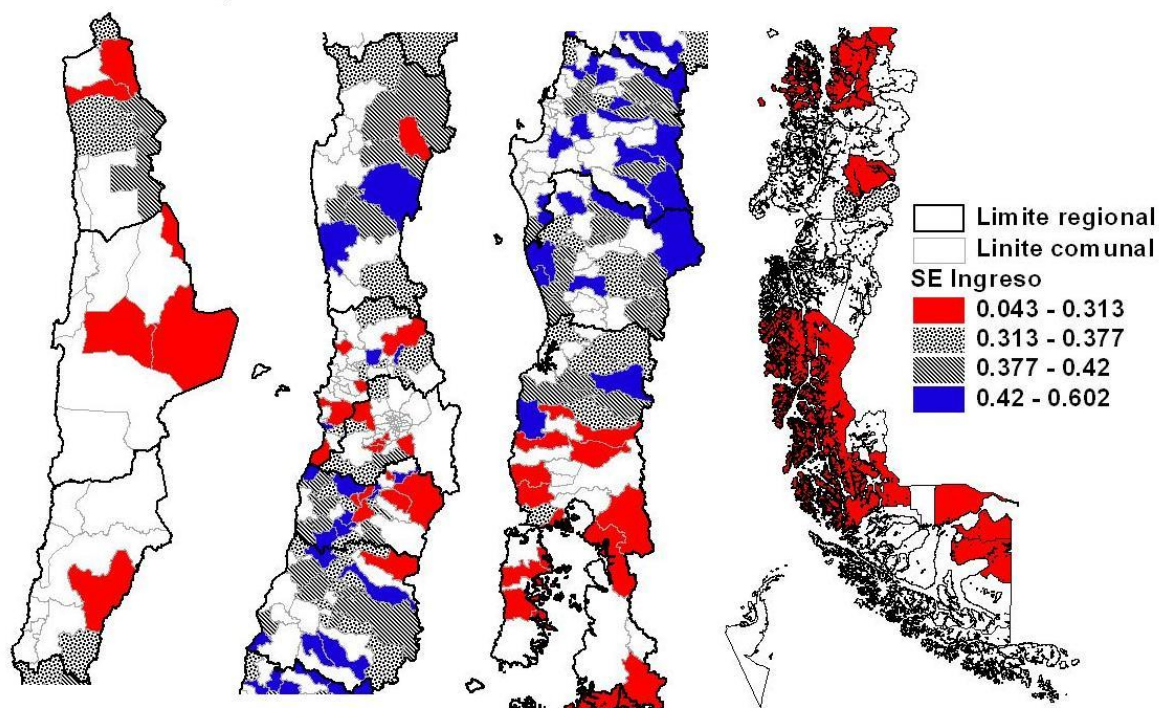 Limite regional
Linite comunal
SE Ingreso
0.043 - 0.313
0.313 - 0.377
0.377 - 0.42
0.42 - 0.602